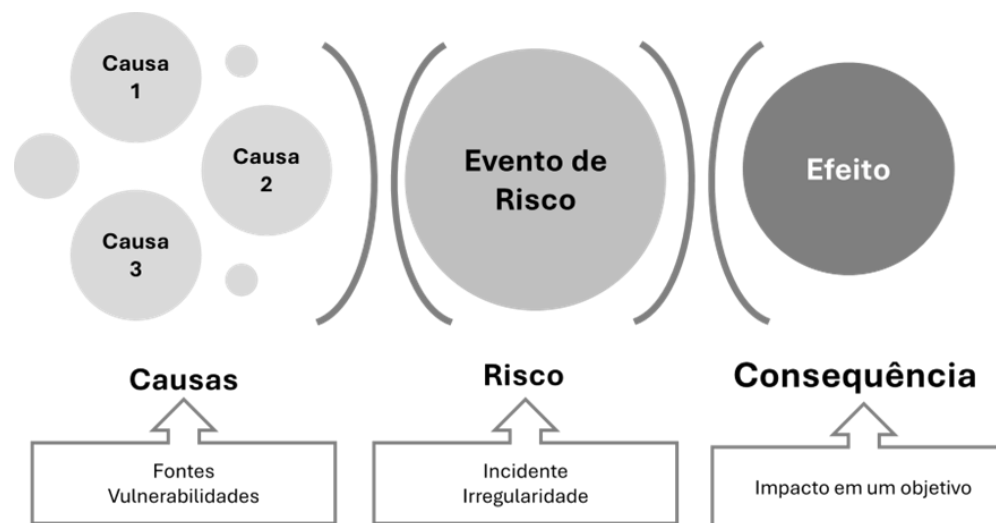 Causa
1
Causa
2
Causa
3
Evento de
Risco
Efeito
Causas
Risco
Consequência
Fontes
Vulnerabilidades
Incidente
Irregularidade
Impacto em um objetivo